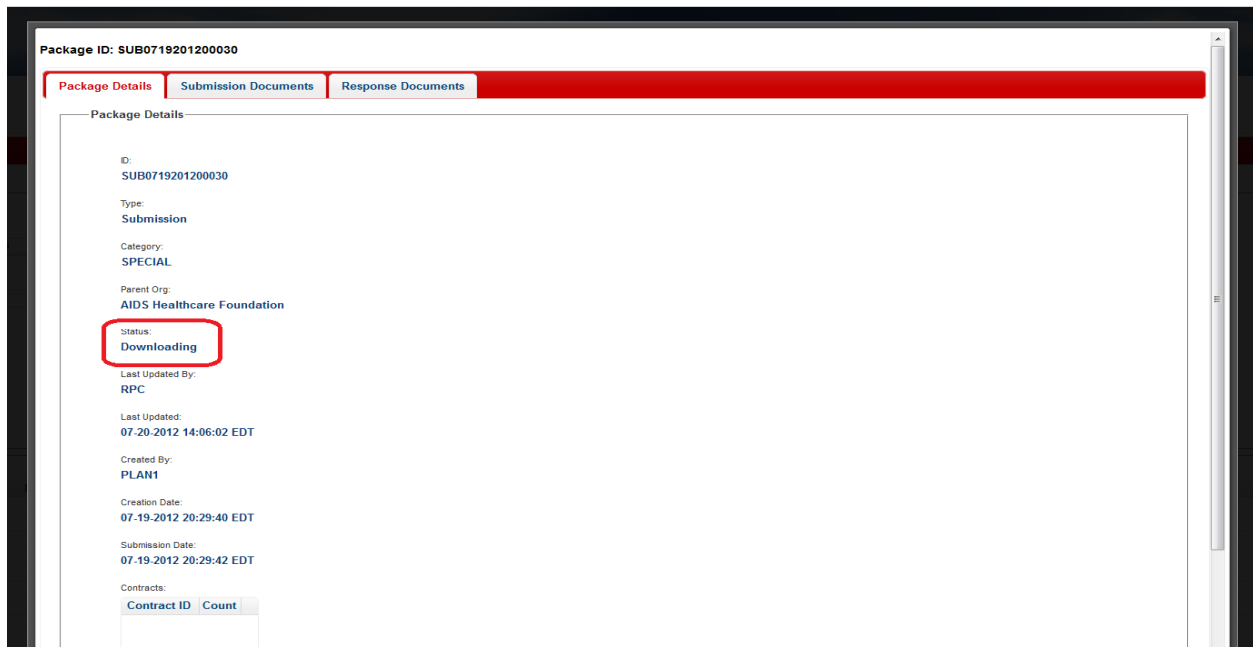 Package ID: SUB0719201200030
Package Details Submission Documents Response Documents
Package Details
ID:
SUB0719201200030
Type:
Submission
Category:
SPECIAL
Parent Org:
AIDS Healthcare Foundation
Status:
Downloading
Last Updated By:
RPC
Last Updated:
07-20-2012 14:06:02 EDT
Created By:
PLAN1
Creation Date:
07-19-2012 20:29:40 EDT
Submission Date:
07-19-2012 20:29:42 EDT
Contracts:
Contract ID Count